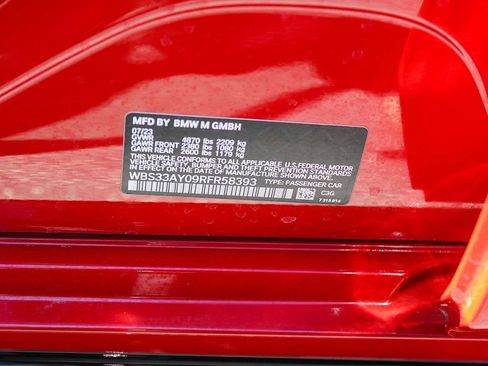 MFD BY BMW M GMBH
07/23
GVWR 4870 lbs 2209 kg
GAWR FRONT 2380 lbs 1080 kg
GAWR REAR 2600 lbs 1179 kg
THIS VEHICLE CONFORMS TO ALL APPLICABLE U.S. FEDERAL MOTOR
VEHICLE SAFETY, BUMPER AND THEFT PREVENTION STANDARDS
IN EFFECT ON THE DATE OF MANUFACTURE SHOWN ABOVE.
WBS33AY09RFR58393 TYPE: PASSENGER CAR
C3G